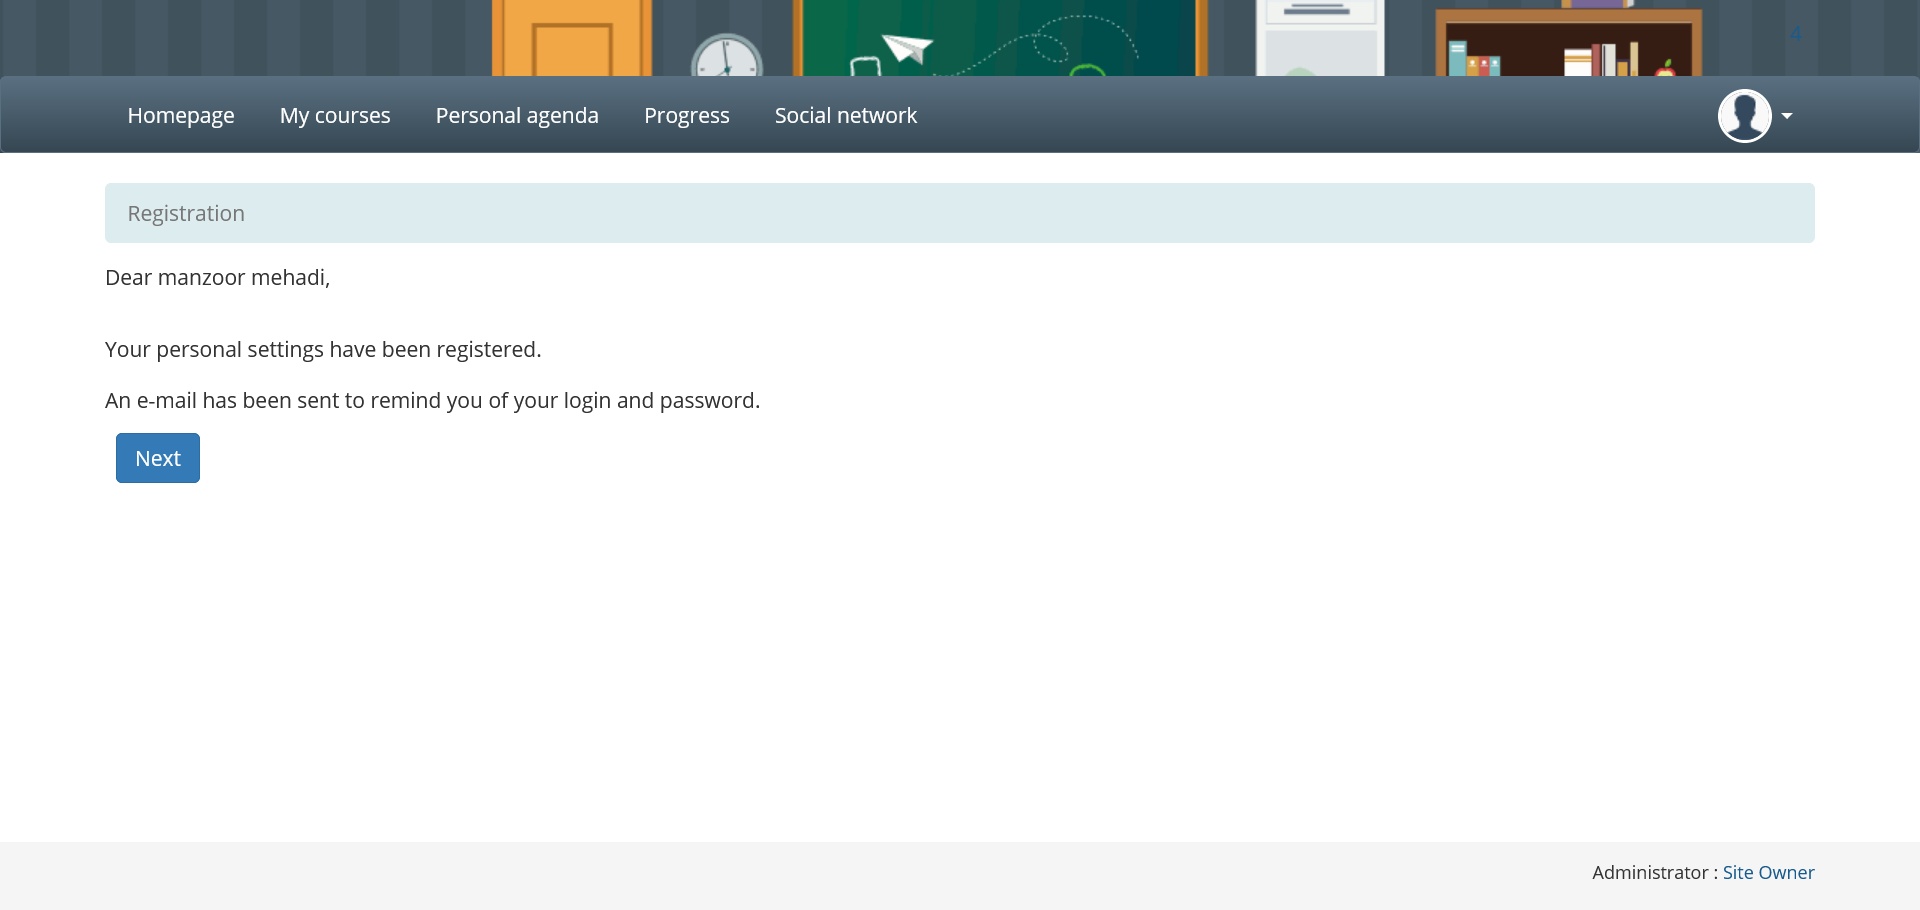 4
Homepage My courses Personal agenda Progress Social network
Registration
Dear manzoor mehadi,
Your personal settings have been registered.
An e-mail has been sent to remind you of your login and password.
Next
Administrator : Site Owner